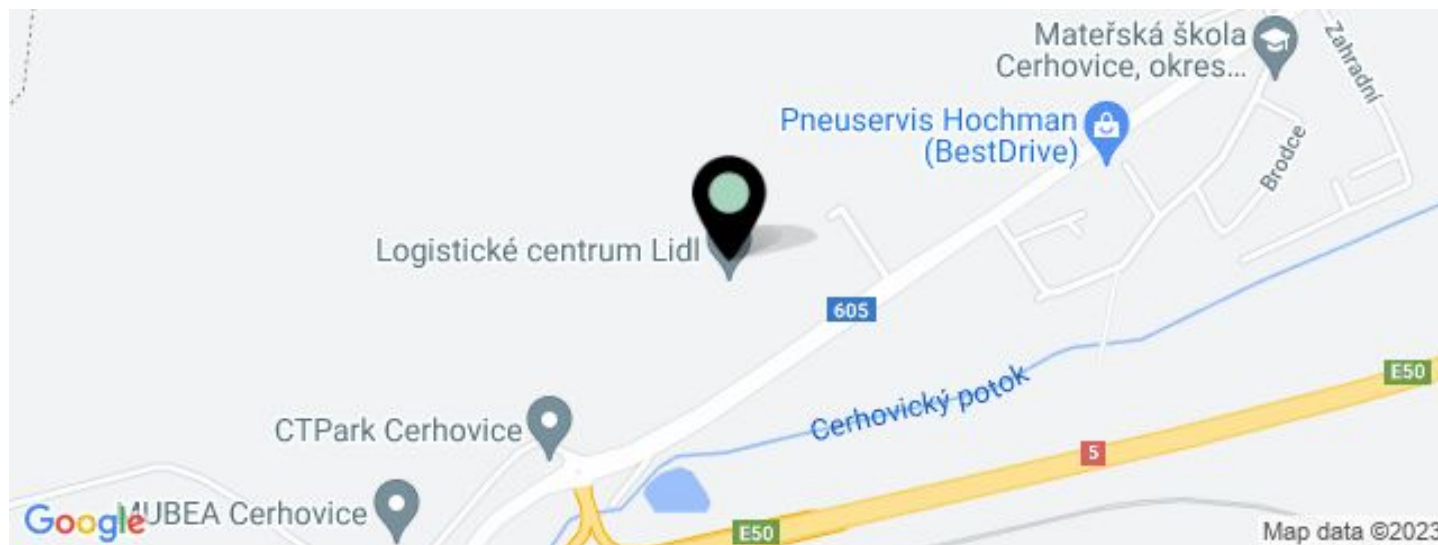 Mateřská škola
Cerhovice, okres...
Zahradní
Pneuservis Hochman
(BestDrive)
Brodce
Logistické centrum Lidl
605
E50
Cerhovický potok
CTPark Cerhovice
5
MUBEA Cerhovice
Google
E50
Map data ©2023